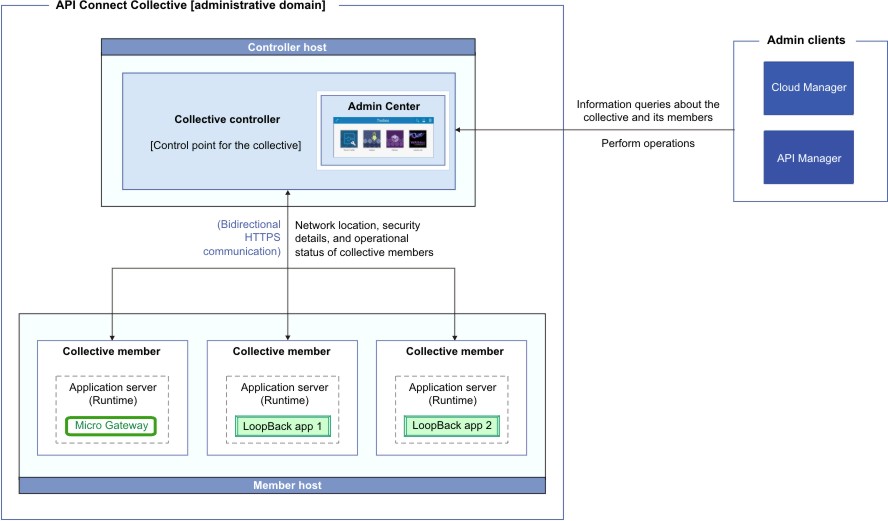 API Connect Collective [administrative domain]
Controller host
Collective controller
[Control point for the collective]
Admin Center
Information queries about the
collective and its members
Perform operations
Admin clients
Cloud Manager
API Manager
(Bidirectional
HTTPS
communication)
Network location, security
details, and operational
status of collective members
Collective member
Application server
(Runtime)
Micro Gateway
Collective member
Application server
(Runtime)
LoopBack app 1
Collective member
Application server
(Runtime)
LoopBack app 2
Member host